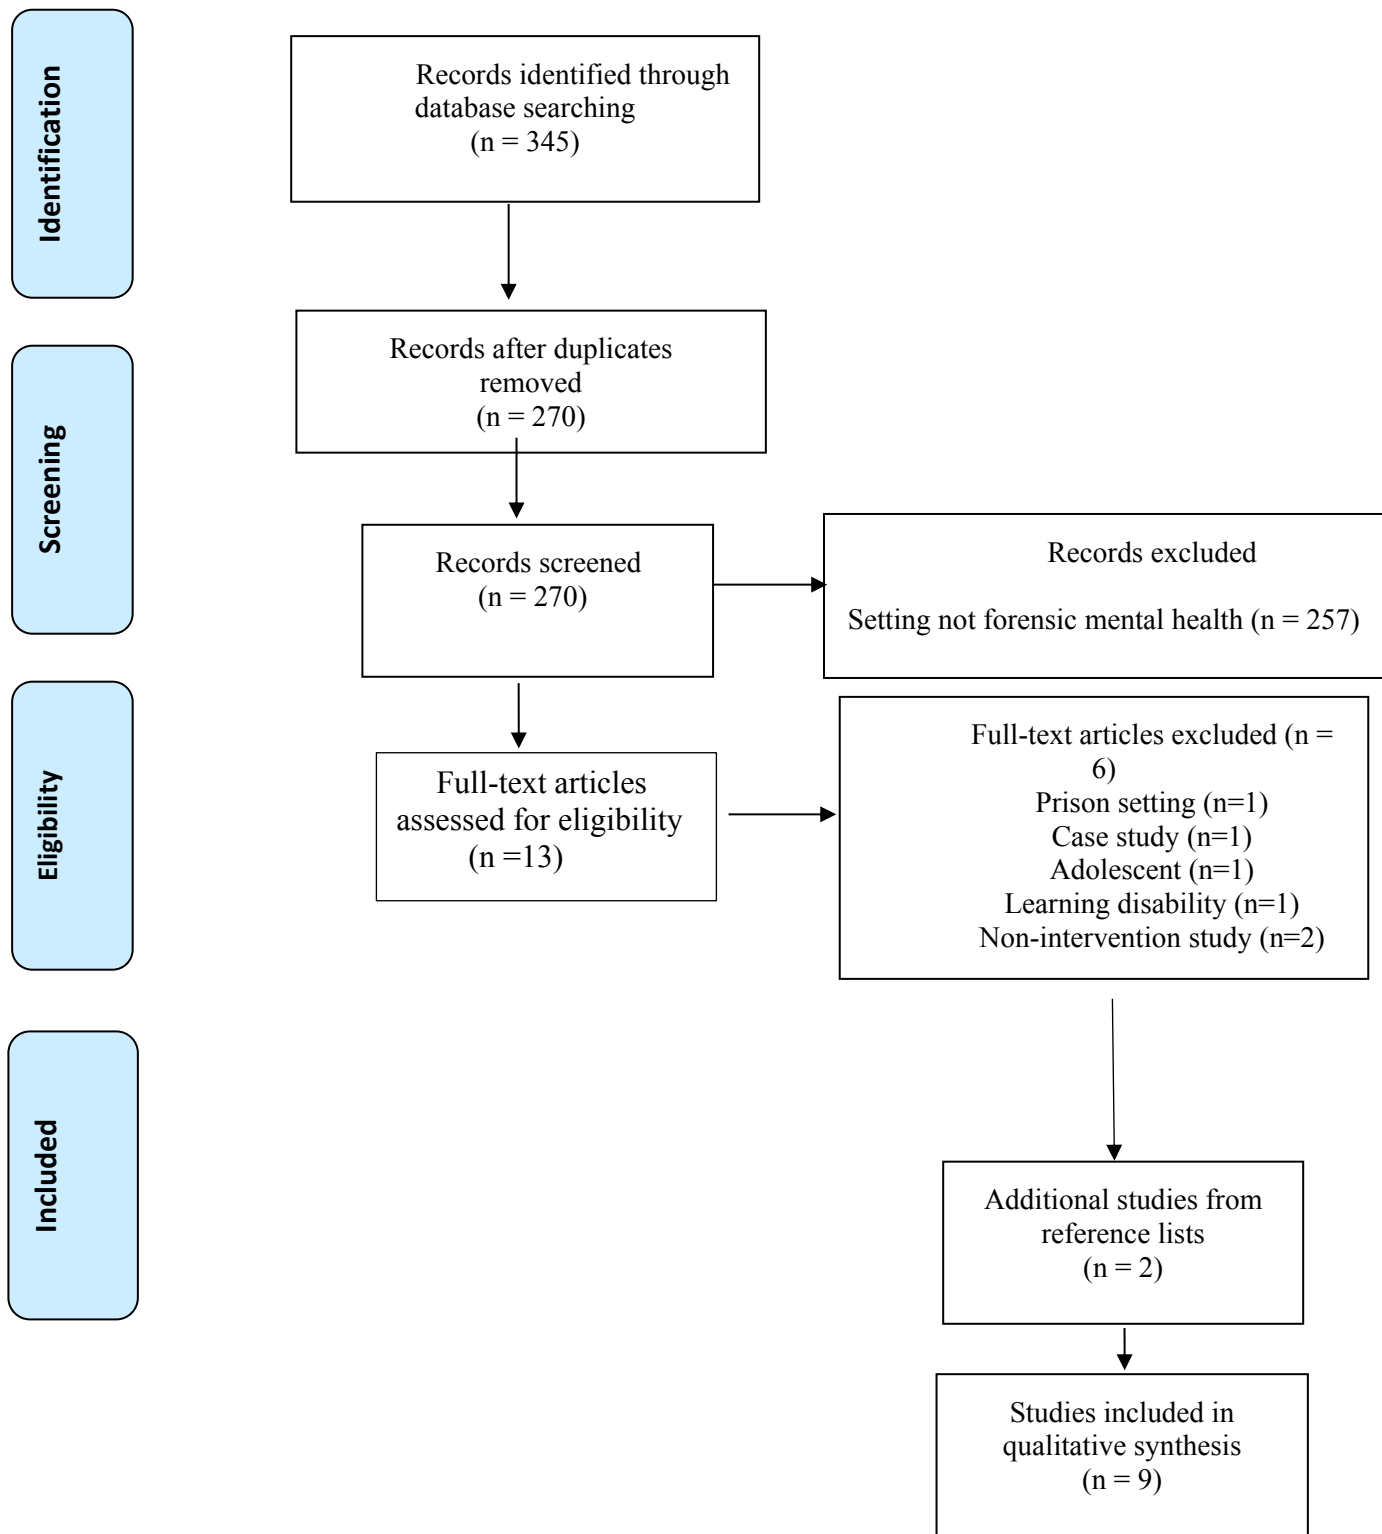 Identification
Records identified through
database searching
(n = 345)
Screening
Records after duplicates
removed
(n = 270)
Records screened
(n = 270)
Records excluded
Setting not forensic mental health (n = 257)
Eligibility
Full-text articles
assessed for eligibility
(n =13)
Full-text articles excluded (n =
6)
Prison setting (n=1)
Case study (n=1)
Adolescent (n=1)
Learning disability (n=1)
Non-intervention study (n=2)
Included
Additional studies from
reference lists
(n = 2)
Studies included in
qualitative synthesis
(n = 9)